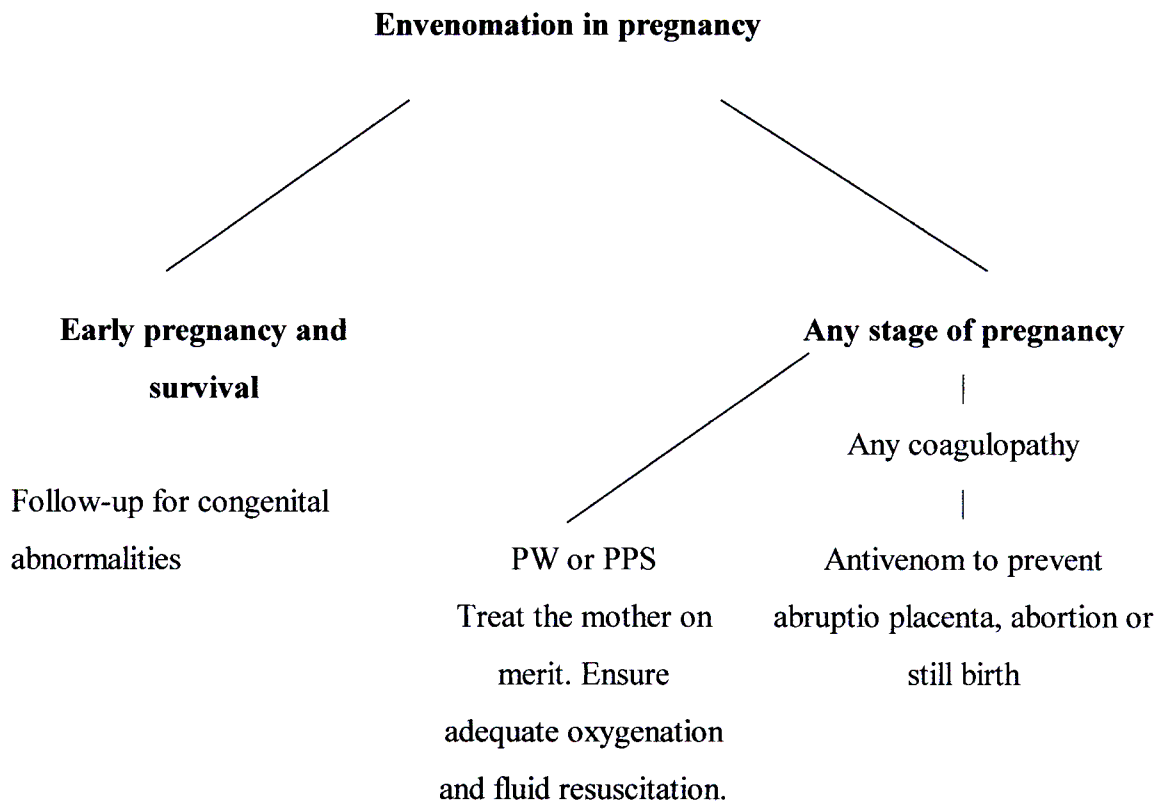 Envenomation in pregnancy
Early pregnancy and
survival
Follow-up for congenital
abnormalities
Any stage of pregnancy
PW or PPS
Treat the mother on
merit. Ensure
adequate oxygenation
and fluid resuscitation.
Any coagulopathy
Antivenom to prevent
abruptio placenta, abortion or
still birth